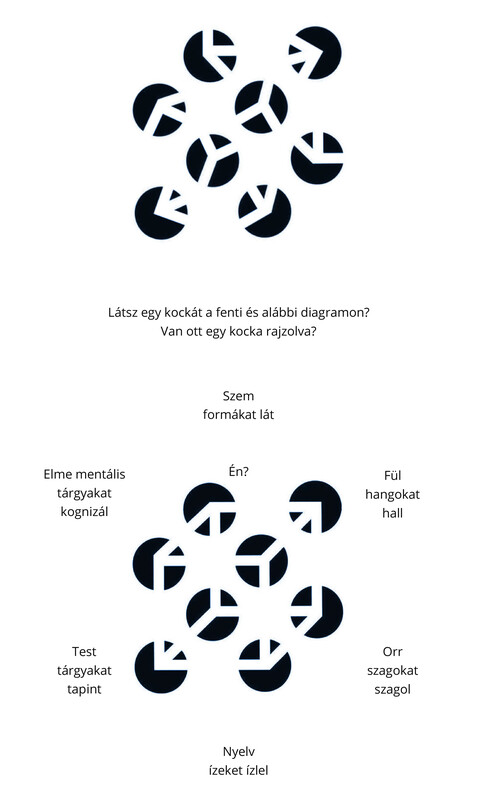 Látsz egy kockát a fenti és alábbi diagramon?
Van ott egy kocka rajzolva?
Szem
formákat lát
Elme mentális
tárgyakat
kognizál
Én?
Fül
hangokat
hall
Test
tárgyakat
tapint
Orr
szagokat
szagol
Nyelv
ízeket ízlel